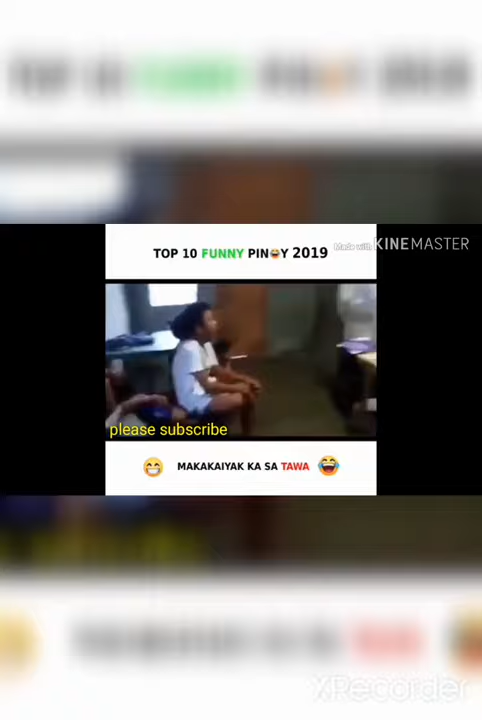 TOP 10 FUNNY PIN😂Y 2019
Made with KINEMASTER
please subscribe
😁 MAKAKAIYAK KA SA TAWA 😂
XRecorder